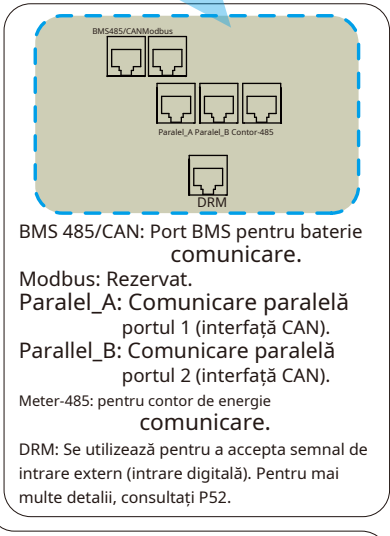 BMS485/CANModbus
Paralel_A Paralel_B Contor-485
DRM
BMS 485/CAN: Port BMS pentru baterie
comunicare.
Modbus: Rezervat.
Paralel_A: Comunicare paralelă
portul 1 (interfață CAN).
Parallel_B: Comunicare paralelă
portul 2 (interfață CAN).
Meter-485: pentru contor de energie
comunicare.
DRM: Se utilizează pentru a accepta semnal de
intrare extern (intrare digitală). Pentru mai
multe detalii, consultați P52.